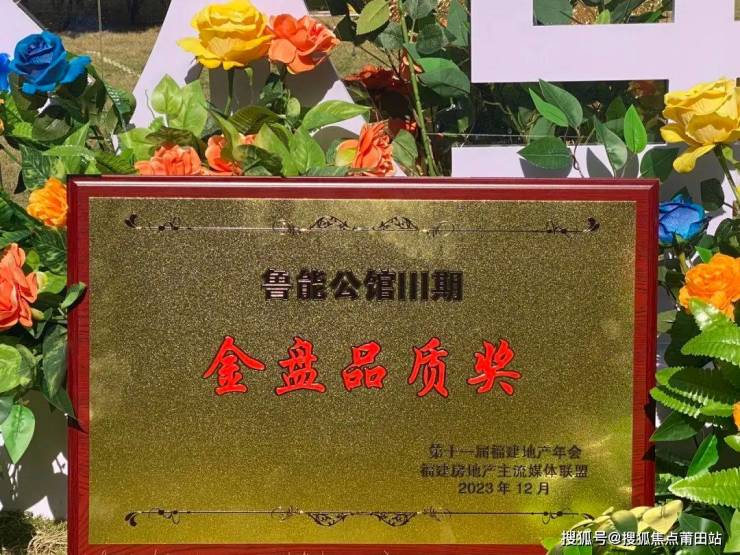 鲁能公馆III期
金盘品质奖
第十一届福建地产年会
福建房地产主流媒体联盟
2023年12月
搜狐号@搜狐焦点莆田站